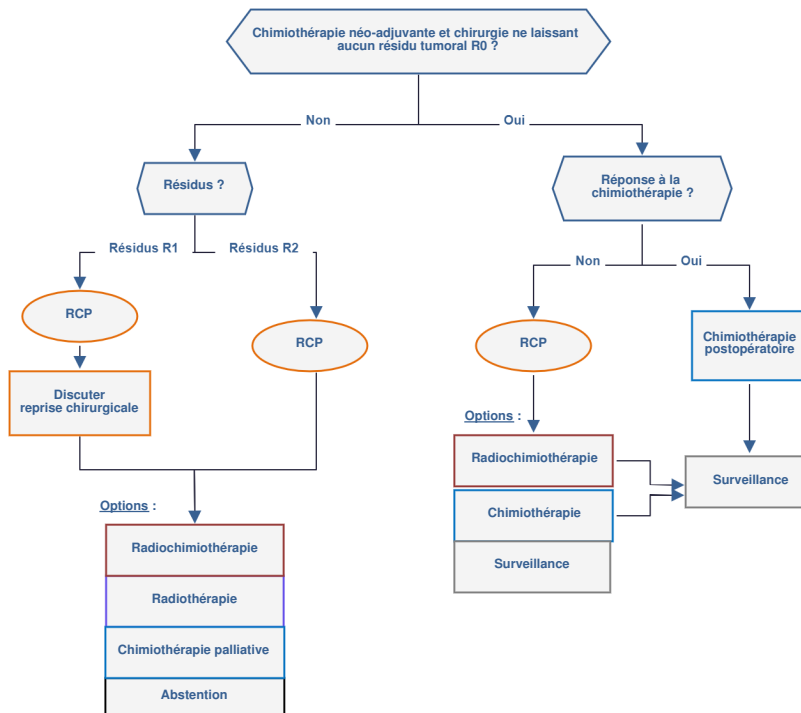 Chimiothérapie néo-adjuvante et chirurgie ne laissant
aucun résidu tumoral R0 ?
Non
Oui
Résidus ?
Réponse à la
chimiothérapie ?
Résidus R1
Résidus R2
Non
Oui
RCP
RCP
RCP
Chimiothérapie
postopératoire
Discuter
reprise chirurgicale
Options :
Radiochimiothérapie
Chimiothérapie
Surveillance
Surveillance
Options :
Radiochimiothérapie
Radiothérapie
Chimiothérapie palliative
Abstention